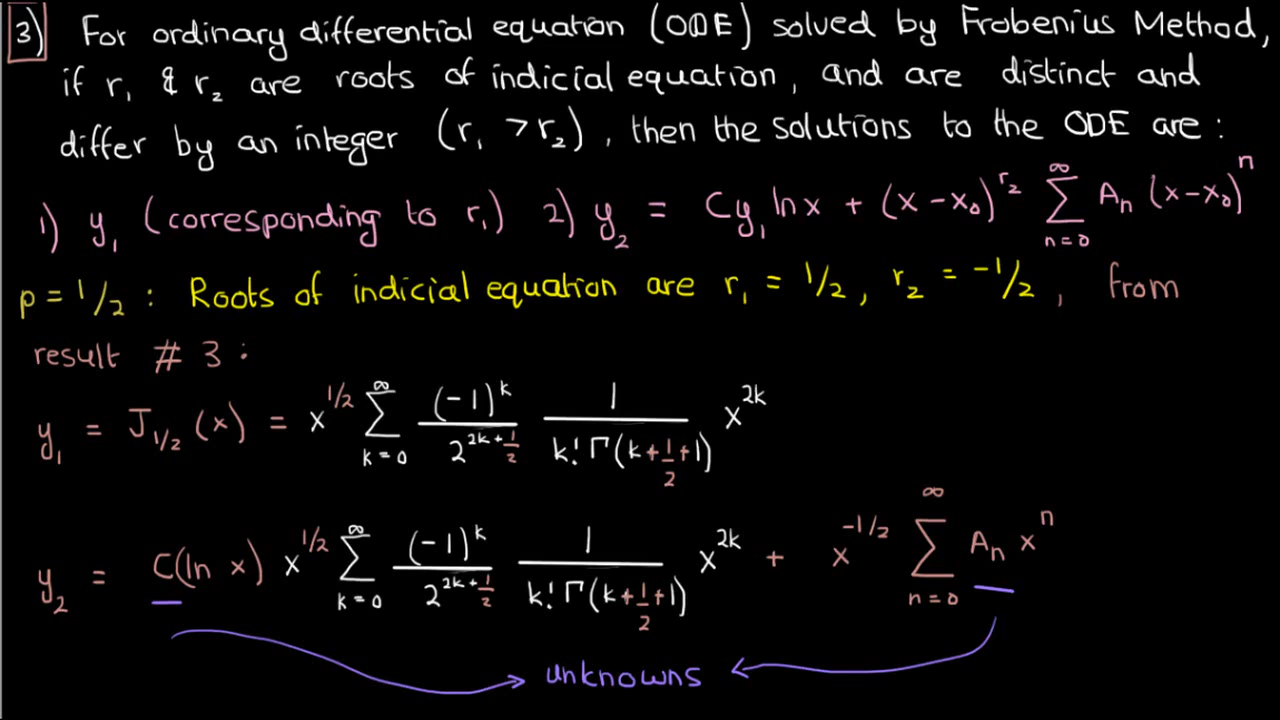 3) For ordinary differential equation (ODE) solved by Frobenius Method,
if r₁ & r₂ are roots of indicial equation, and are distinct and
differ by an integer (r₁ > r₂), then the solutions to the ODE are:
1) y₁ (corresponding to r₁) 2) y₂ = Cy₁ ln x + (x - x₀)^r₂ ∑_{n=0}^{∞} Aₙ (x-x₀)^n
p = 1/2 : Roots of indicial equation are r₁ = 1/2, r₂ = -1/2, from
result # 3:
y₁ = J_{1/2}(x) = x^{1/2} ∑_{k=0}^{∞} (-1)^k / 2^{2k+1/2} 1 / k! Γ(k+1/2+1) x^{2k}
y₂ = C(ln x) x^{1/2} ∑_{k=0}^{∞} (-1)^k / 2^{2k+1/2} 1 / k! Γ(k+1/2+1) x^{2k} + x^{-1/2} ∑_{n=0}^{∞} Aₙ x^n
unknowns